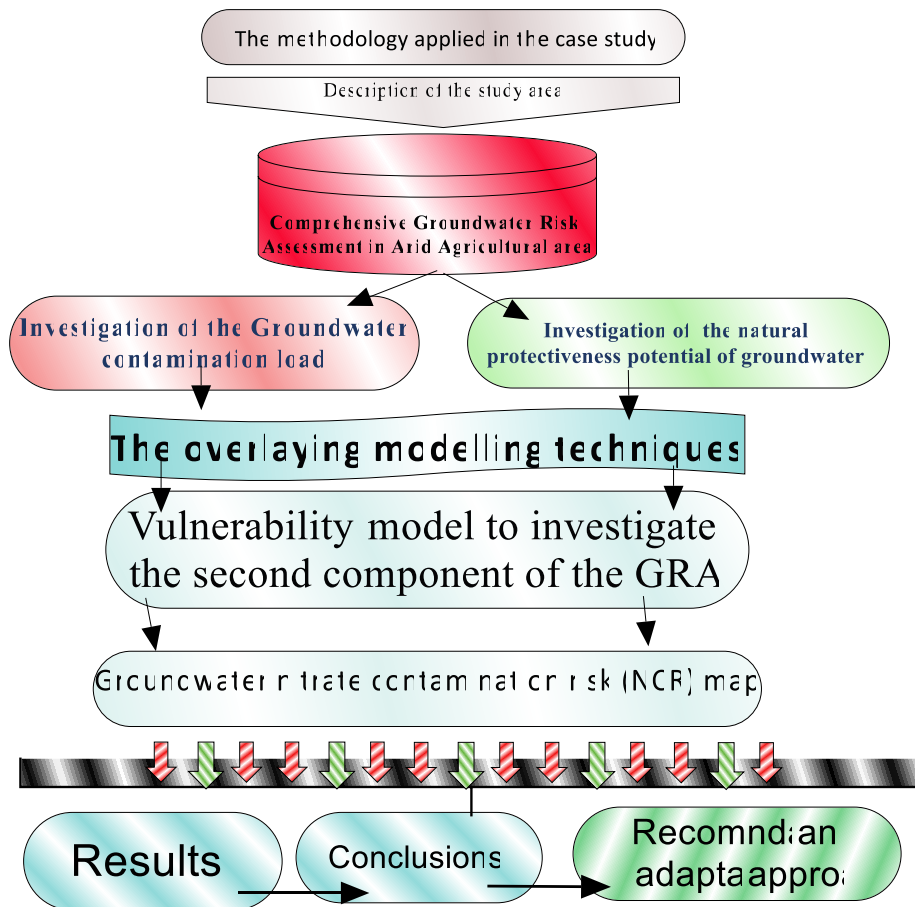 The methodology applied in the case study
Description of the study area
Comprehensive Groundwater Risk
Assessment in Arid Agricultural area
Investigation of the Groundwater
contamination load
Investigation of the natural
protectiveness potential of groundwater
The overlaying modelling techniques
Vulnerability model to investigate
the second component of the GRA
Groundwater nitrate contamination risk (NCR) map
Results
Conclusions